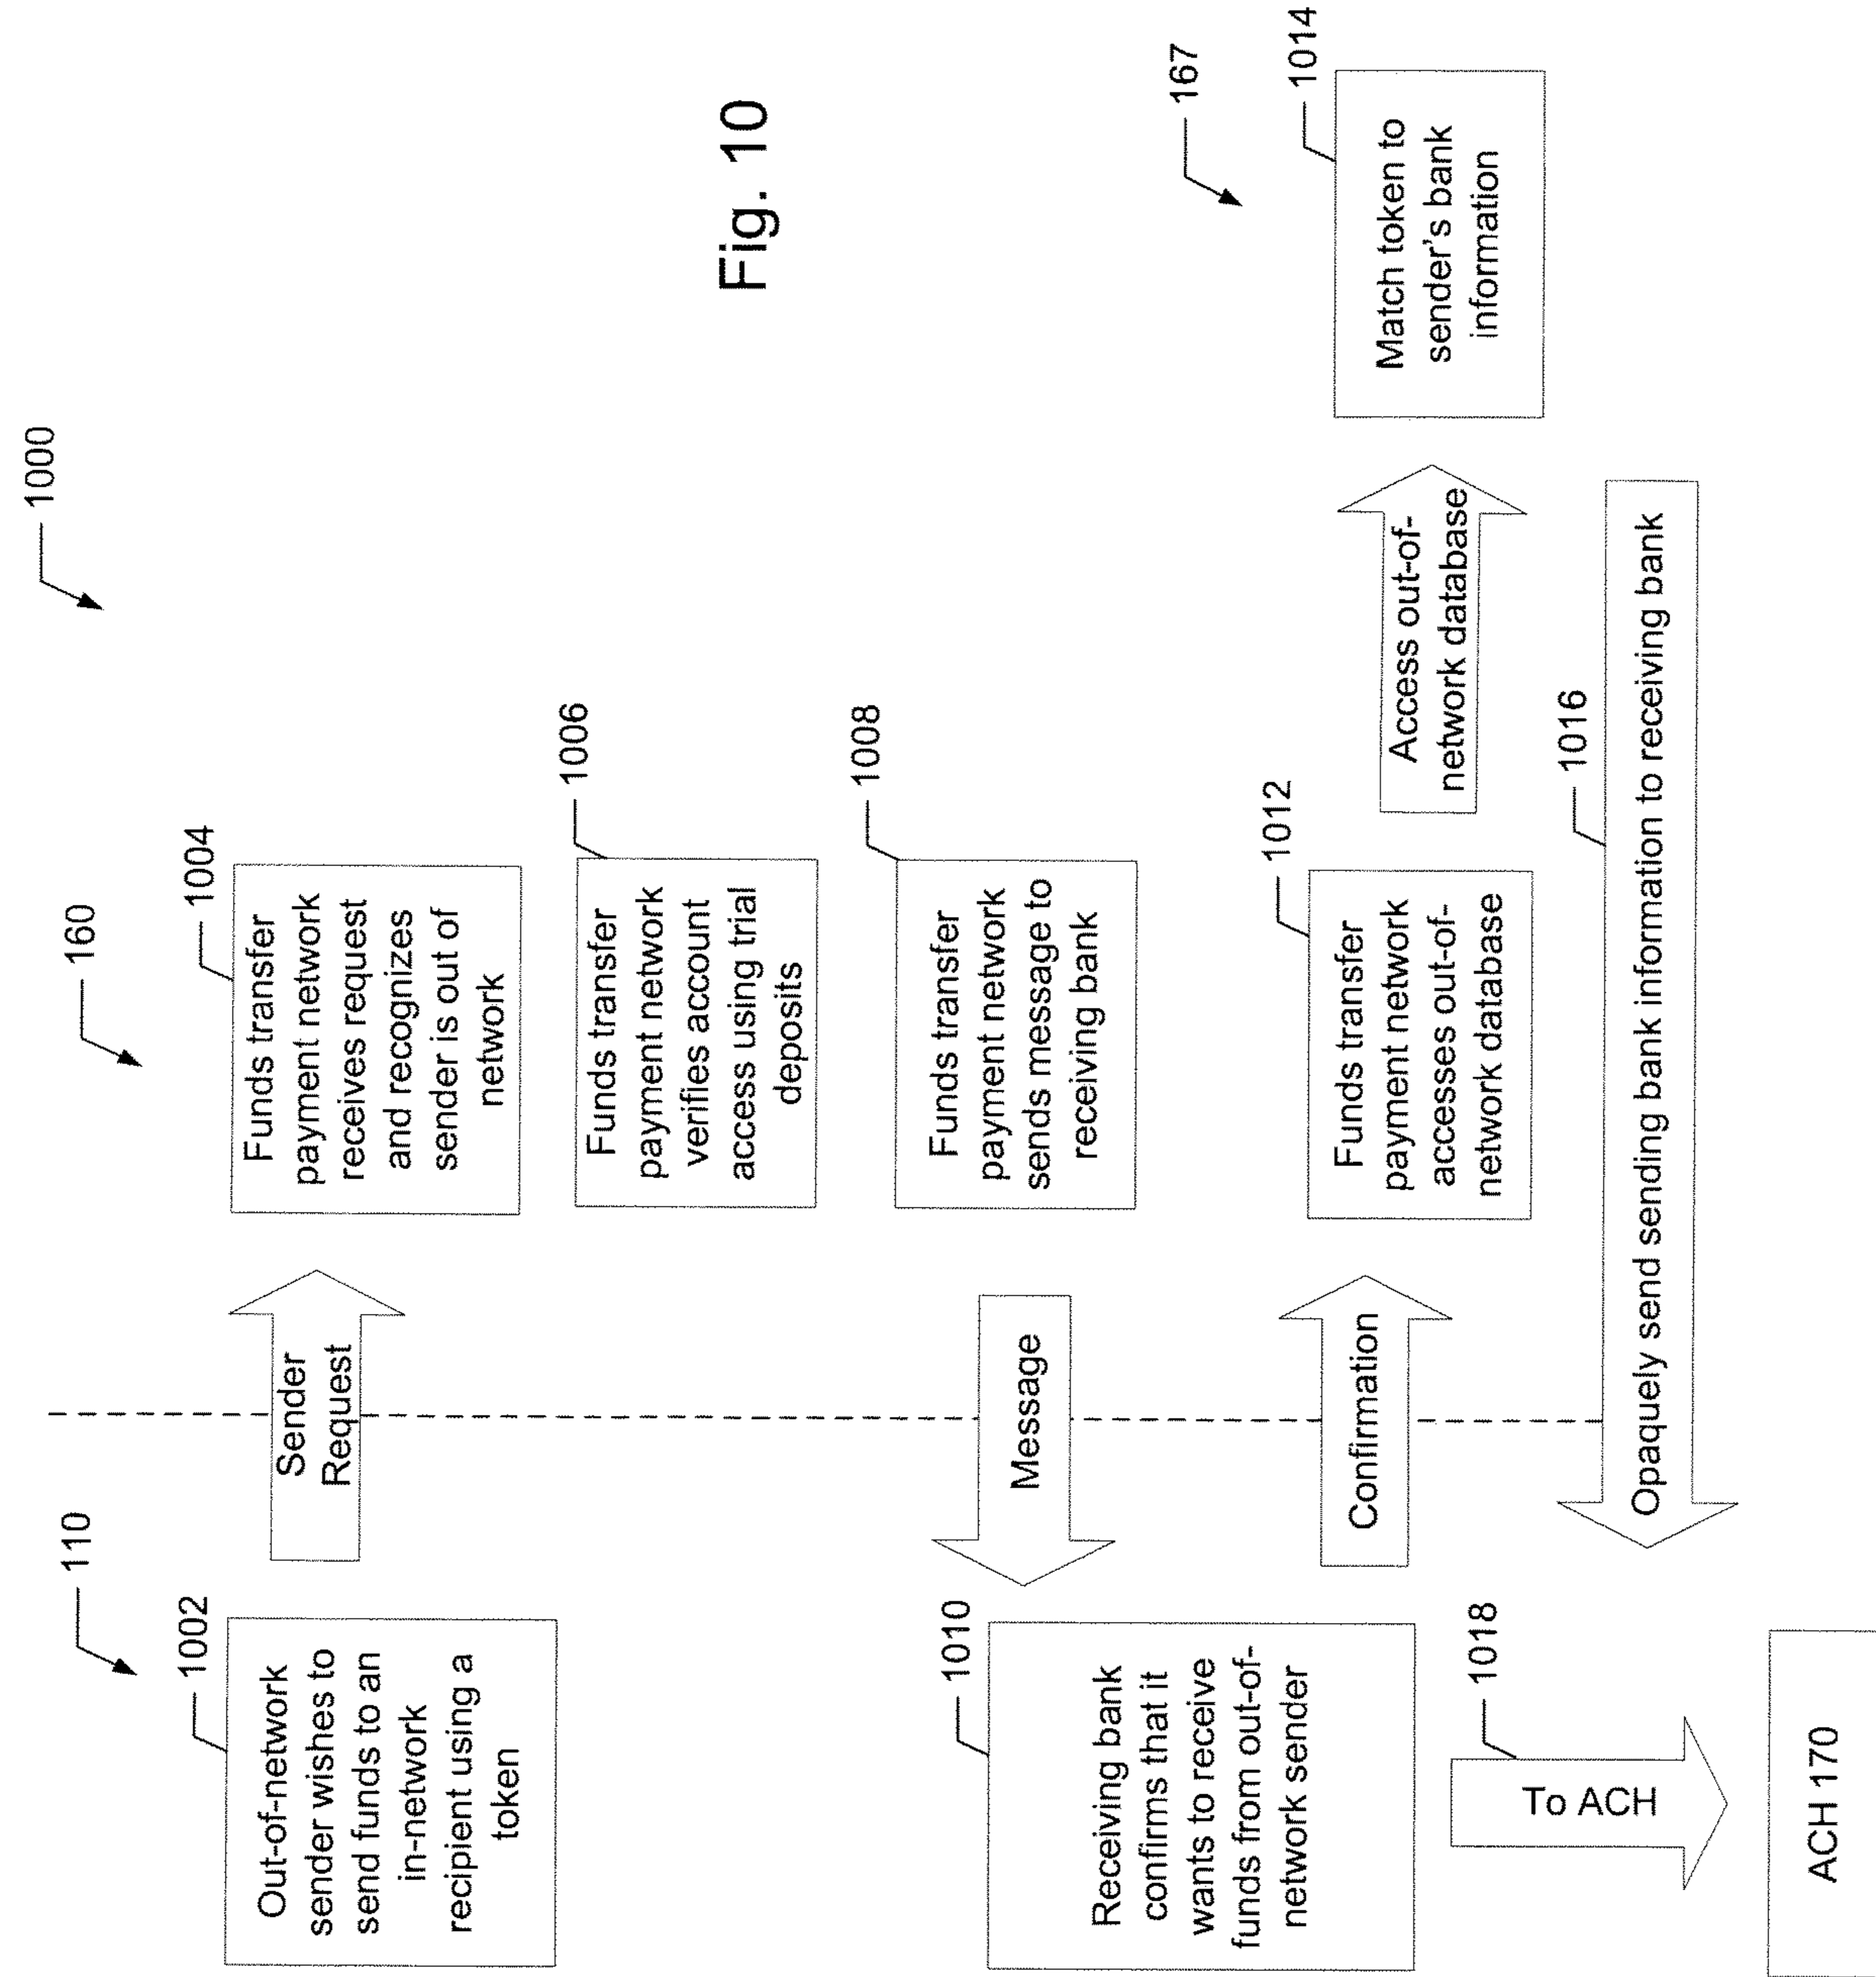 1000
110
160
1002
Out-of-network
sender wishes to
send funds to an
in-network
recipient using a
token
Sender
Request
1004
Funds transfer
payment network
receives request
and recognizes
sender is out of
network
1006
Funds transfer
payment network
verifies account
access using trial
deposits
Fig. 10
1008
Funds transfer
payment network
sends message to
receiving bank
Message
1010
Receiving bank
confirms that it
wants to receive
funds from out-of-
network sender
Confirmation
1012
Funds transfer
payment network
accesses out-of-
network database
Access out-of-
network database
167
1014
Match token to
sender's bank
information
1016
Opaquely send sending bank information to receiving bank
1018
To ACH
ACH 170